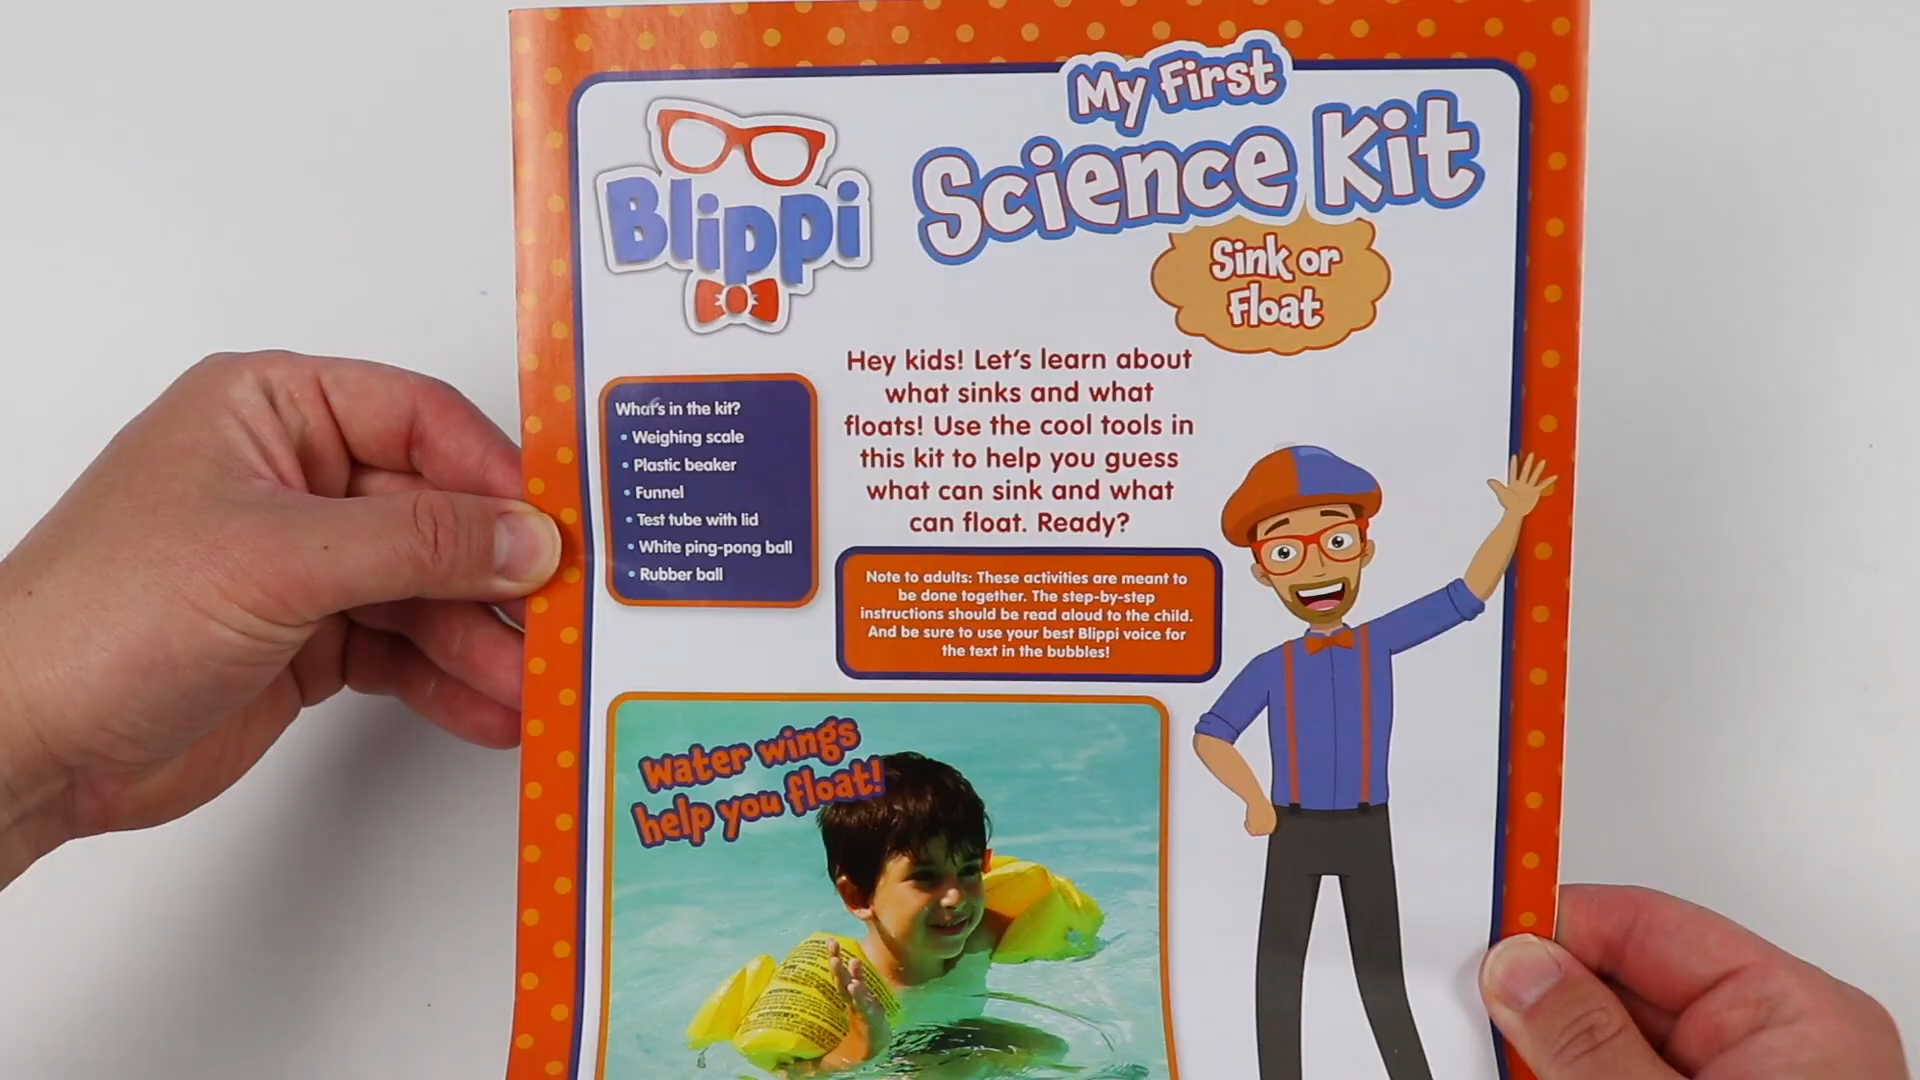 My First
Science Kit
Sink or
Float
Blippi
Hey kids! Let's learn about
what sinks and what
floats! Use the cool tools in
this kit to help you guess
what can sink and what
can float. Ready?
What's in the kit?
• Weighing scale
• Plastic beaker
• Funnel
• Test tube with lid
• White ping-pong ball
• Rubber ball
Note to adults: These activities are meant to
be done together. The step-by-step
instructions should be read aloud to the child.
And be sure to use your best Blippi voice for
the text in the bubbles!
Water wings
help you float!